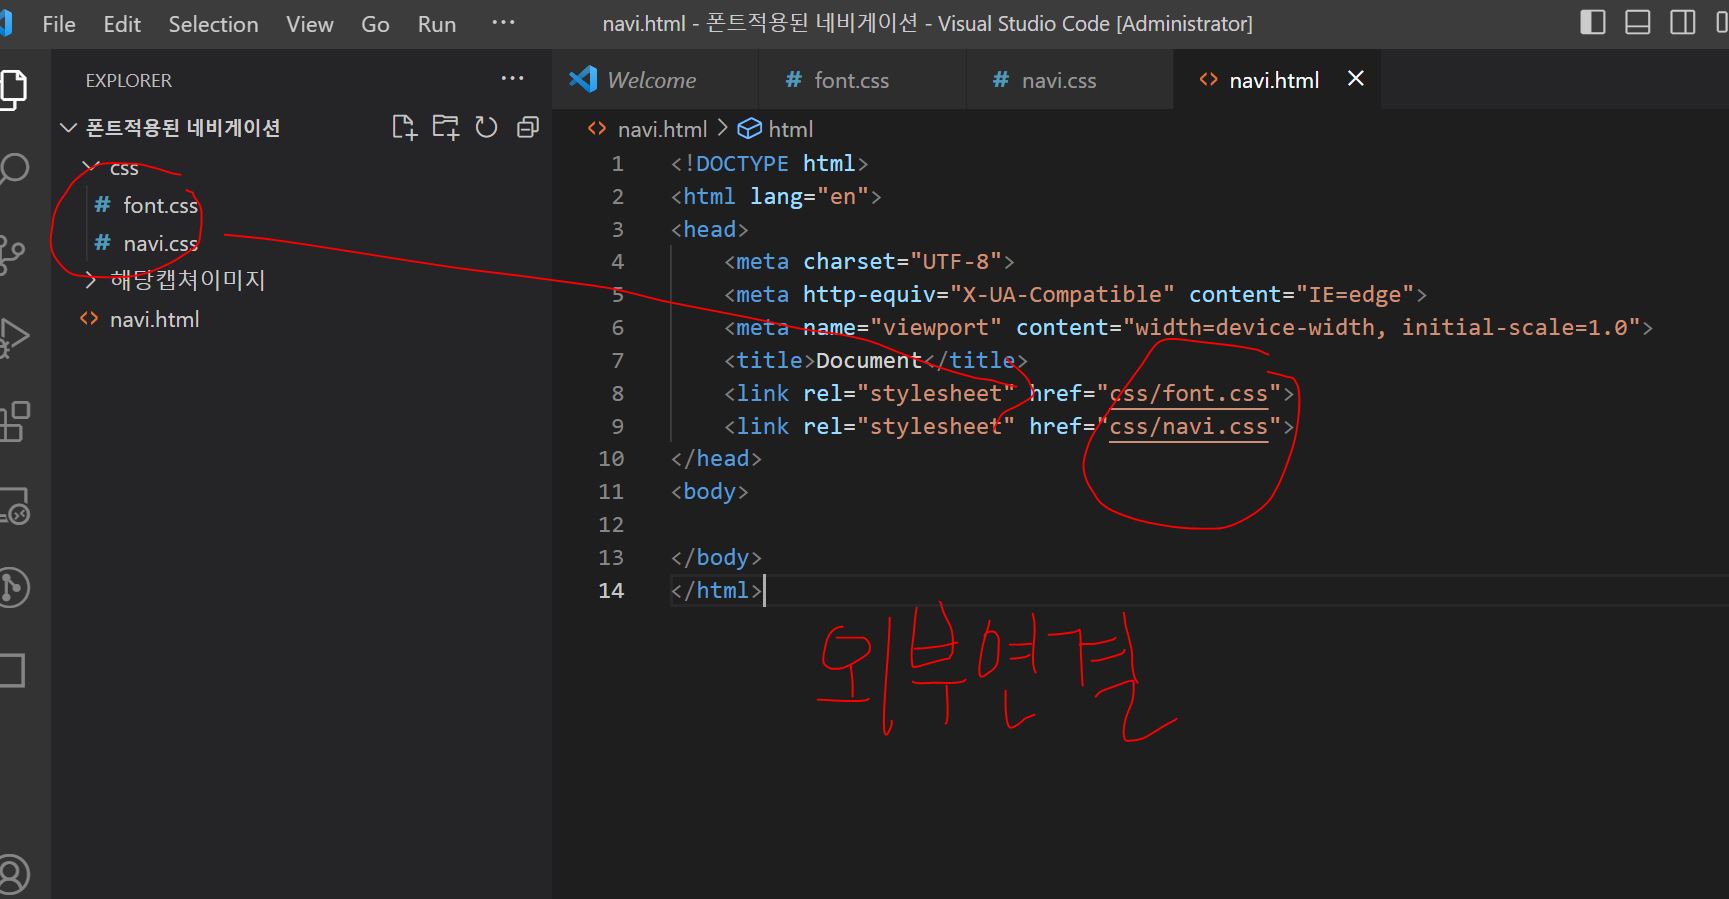 File Edit Selection View Go Run ···
navi.html - 폰트적용된 네비게이션 - Visual Studio Code [Administrator]
EXPLORER ···
폰트적용된 네비게이션
css
# font.css
# navi.css
해당캡쳐이미지
<> navi.html
Welcome
# font.css
# navi.css
<> navi.html ×
<> navi.html > html
1 <!DOCTYPE html>
2 <html lang="en">
3 <head>
4 <meta charset="UTF-8">
5 <meta http-equiv="X-UA-Compatible" content="IE=edge">
6 <meta name="viewport" content="width=device-width, initial-scale=1.0">
7 <title>Document</title>
8 <link rel="stylesheet" href="css/font.css">
9 <link rel="stylesheet" href="css/navi.css">
10 </head>
11 <body>
12
13 </body>
14 </html>
외부연결